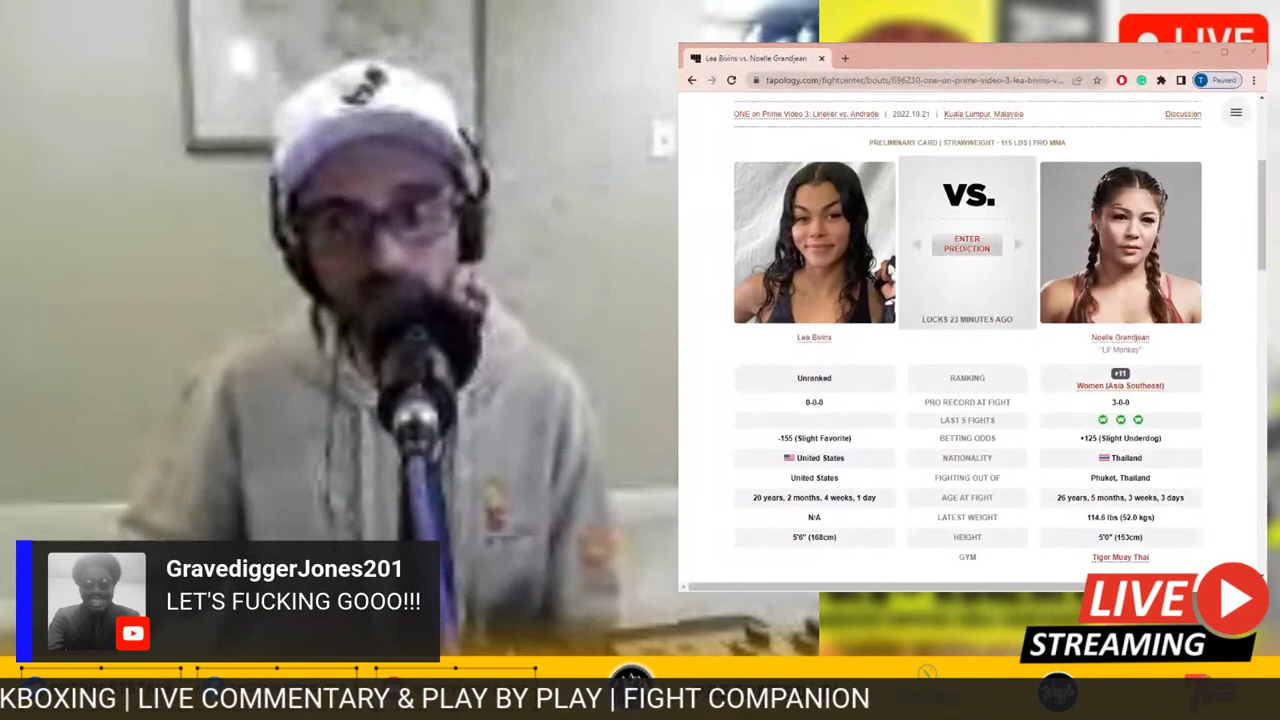 LIVE
Lea Bivins vs. Noelle Grandjean
tapology.com/fightcenter/bouts/696230-one-on-prime-video-3-lea-bivins-v...
Paused
ONE on Prime Video 3: Lineker vs. Andrade | 2022.10.21 | Kuala Lumpur, Malaysia
Discussion
PRELIMINARY CARD | STRAWWEIGHT · 115 LBS | PRO MMA
VS.
ENTER
PREDICTION
LOCKS 23 MINUTES AGO
Lea Bivins
Noelle Grandjean
"Lil' Monkey"
Unranked RANKING #11
Women (Asia Southeast)
0-0-0 PRO RECORD AT FIGHT 3-0-0
LAST 5 FIGHTS W W W
-155 (Slight Favorite) BETTING ODDS +125 (Slight Underdog)
United States NATIONALITY Thailand
United States FIGHTING OUT OF Phuket, Thailand
20 years, 2 months, 4 weeks, 1 day AGE AT FIGHT 26 years, 5 months, 3 weeks, 3 days
N/A LATEST WEIGHT 114.6 lbs (52.0 kgs)
5'6" (168cm) HEIGHT 5'0" (153cm)
GYM Tiger Muay Thai
GravediggerJones201
LET'S FUCKING GOOO!!!
LIVE
STREAMING
KBOXING | LIVE COMMENTARY & PLAY BY PLAY | FIGHT COMPANION